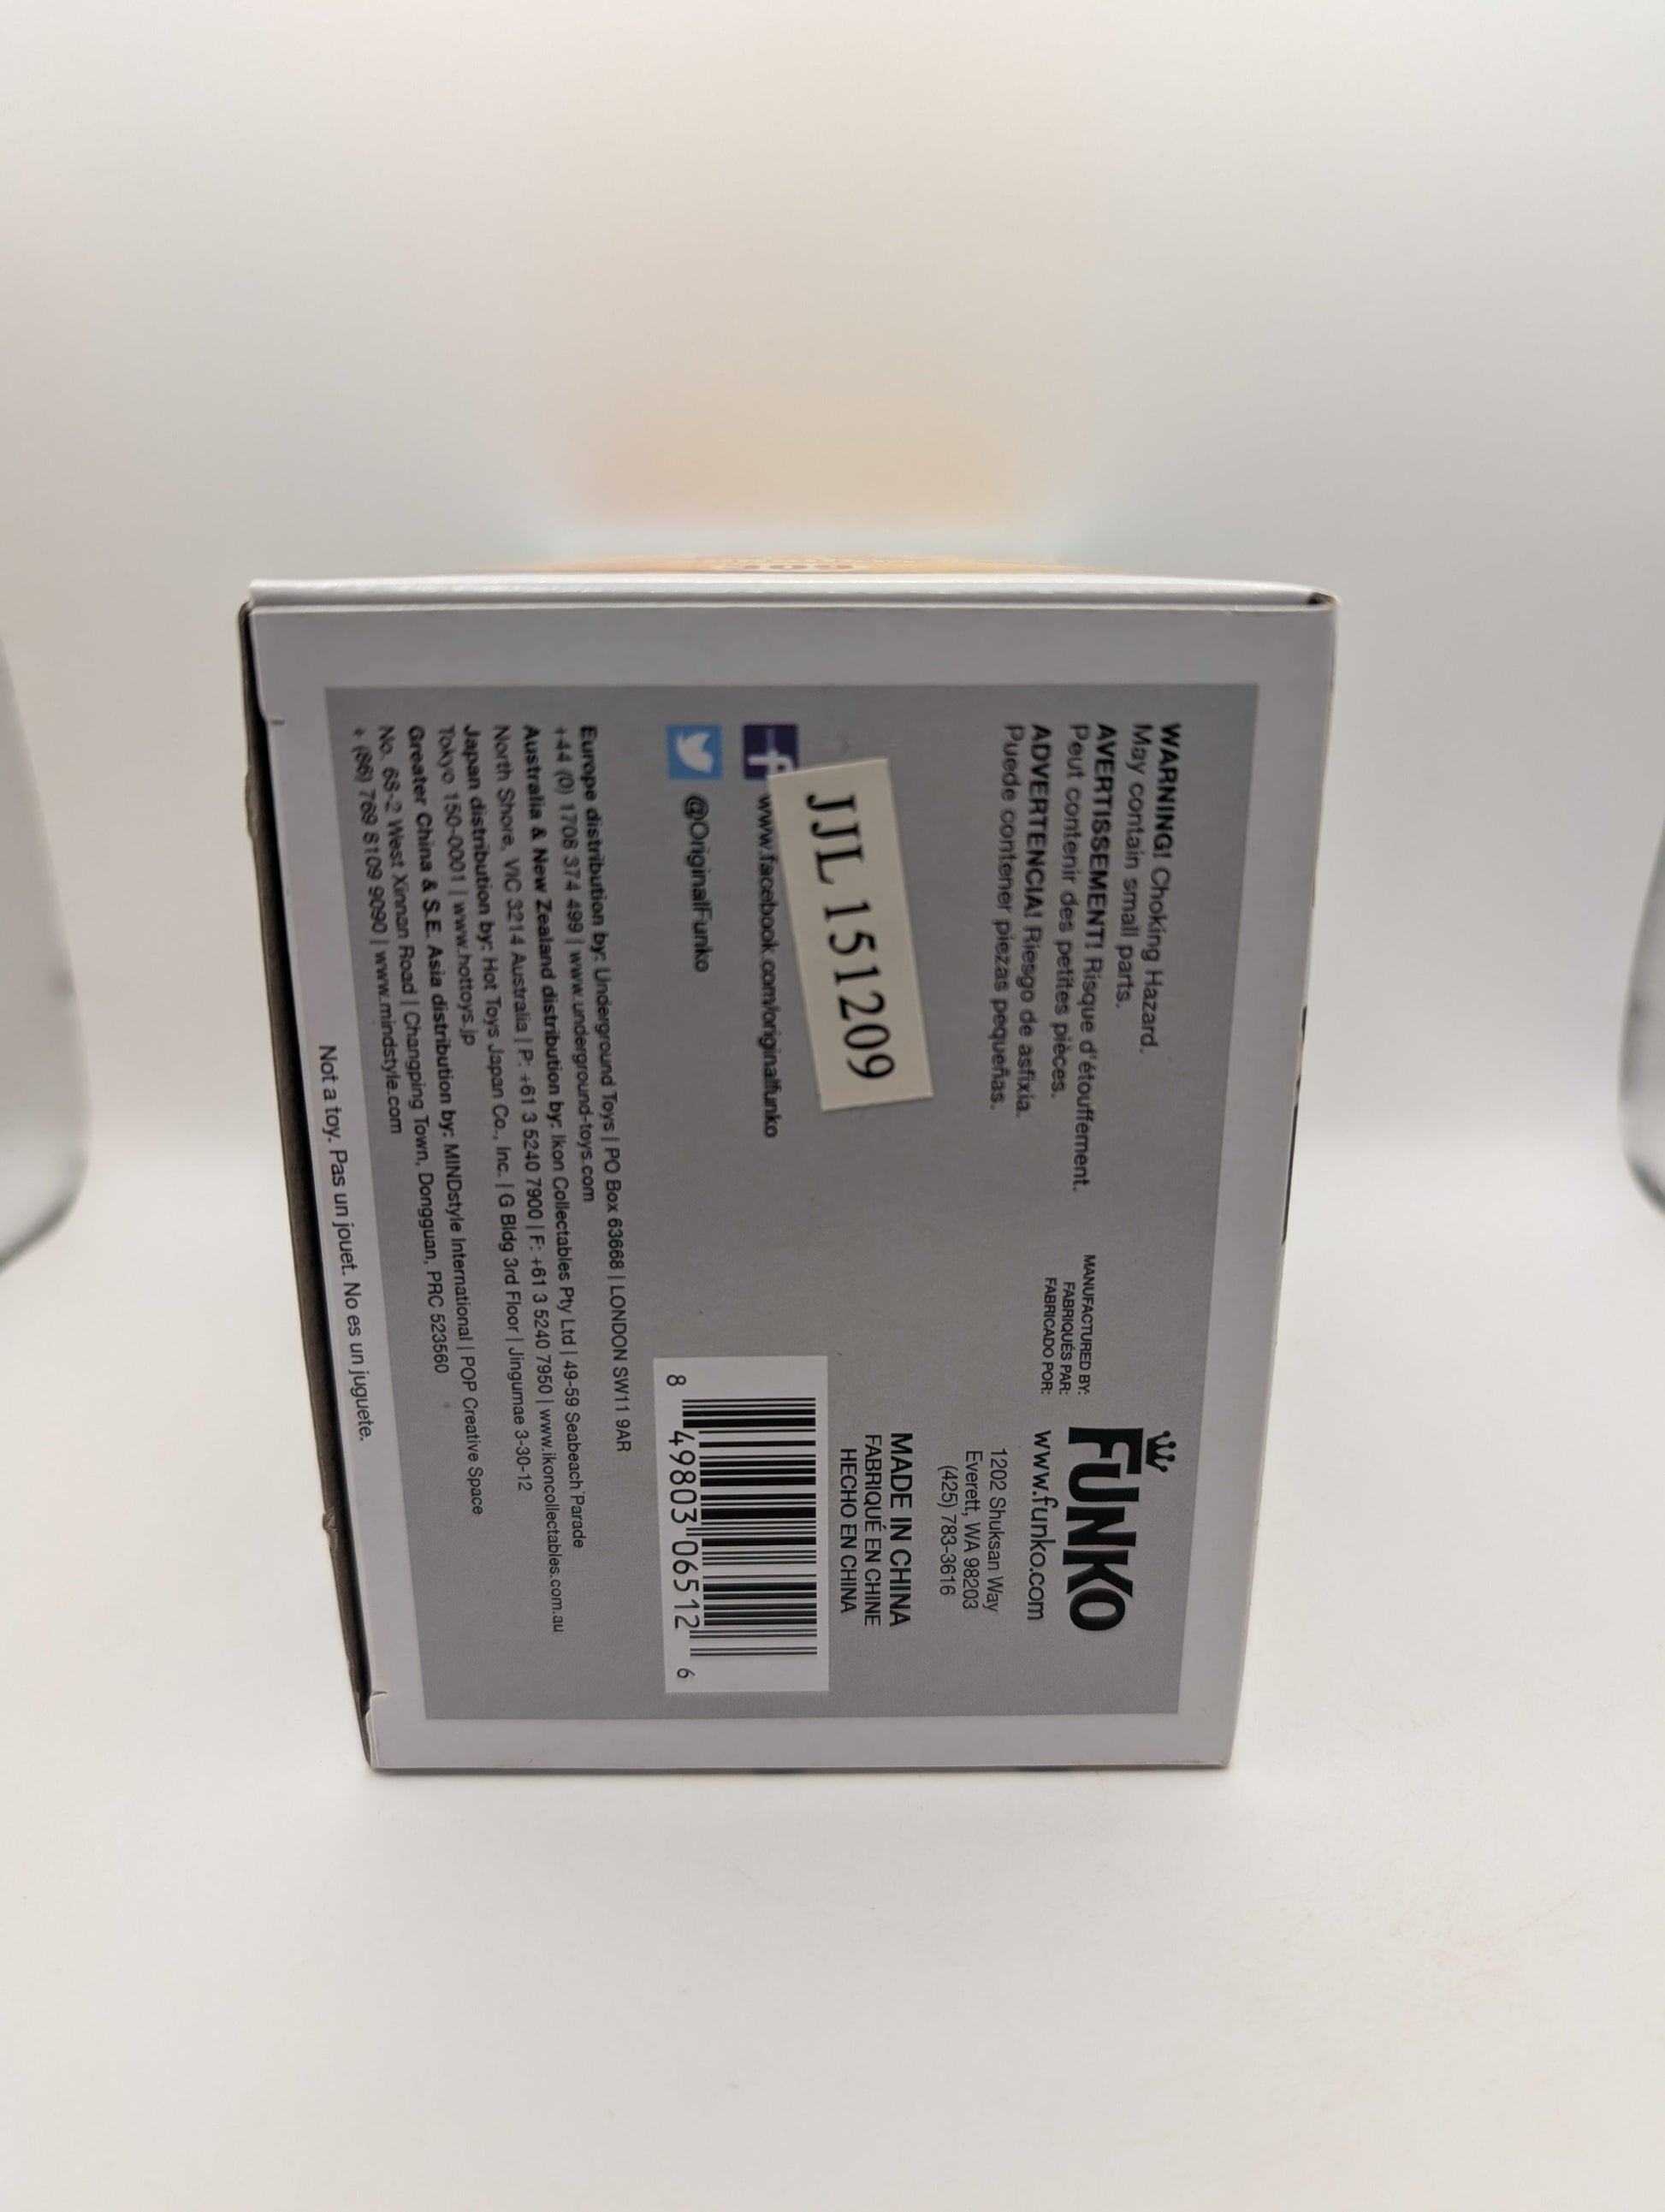 WARNING! Choking Hazard.
May contain small parts.
AVERTISSEMENT! Risque d'étouffement.
Peut contenir des petites pièces.
ADVERTENCIA! Riesgo de asfixia.
Puede contener piezas pequeñas.
MANUFACTURED BY:
FABRIQUÉS PAR:
FABRICADO POR:
FUNKO
www.funko.com
1202 Shuksan Way
Everett, WA 98203
(425) 783-3616
MADE IN CHINA
FABRIQUÉ EN CHINE
HECHO EN CHINA
JJL 151209
f www.facebook.com/originalfunko
@OriginalFunko
8 49803 06512 6
Europe distribution by: Underground Toys | PO Box 63668 | LONDON SW11 9AR
+44 (0) 1708 374 499 | www.underground-toys.com
Australia & New Zealand distribution by: Ikon Collectables Pty Ltd | 49-59 Seabeach Parade
North Shore, VIC 3214 Australia | P: +61 3 5240 7900 | F: +61 3 5240 7950 | www.ikoncollectables.com.au
Japan distribution by: Hot Toys Japan Co., Inc. | G Bldg 3rd Floor | Jingumae 3-30-12
Tokyo 150-0001 | www.hottoys.jp
Greater China & S.E. Asia distribution by: MINDstyle International | POP Creative Space
No. 68-2 West Xinnan Road | Changping Town, Dongguan, PRC 523560
+ (86) 769 8109 9090 | www.mindstyle.com
Not a toy. Pas un jouet. No es un juguete.